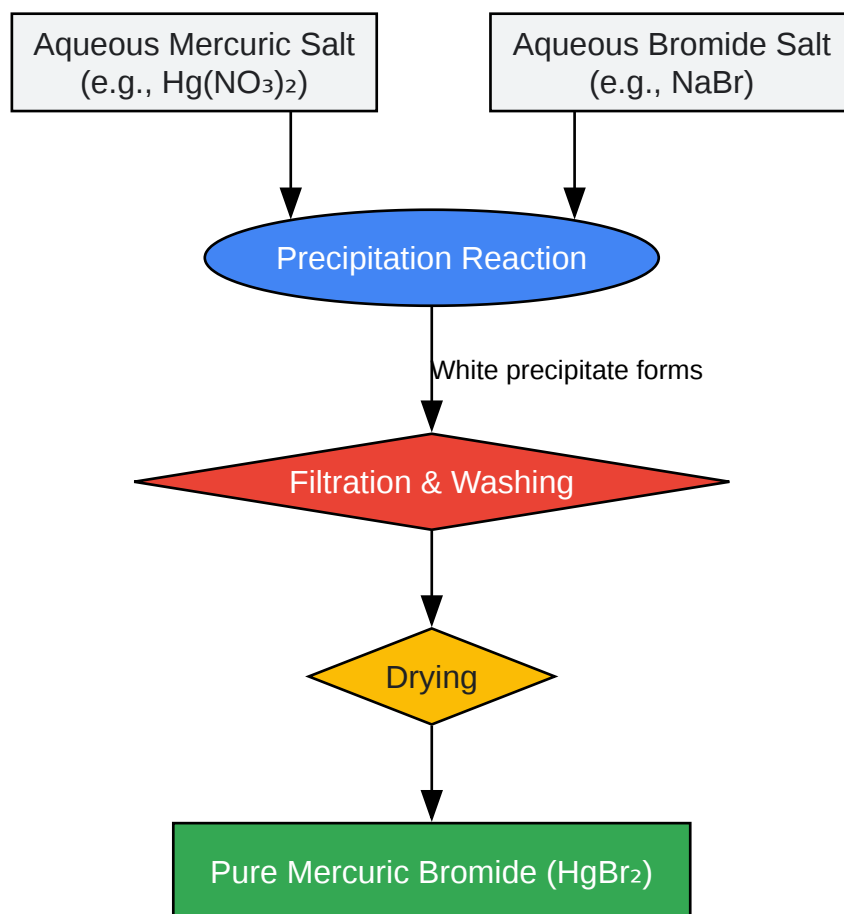 Aqueous Mercuric Salt
(e.g., Hg(NO₃)₂)
Aqueous Bromide Salt
(e.g., NaBr)
Precipitation Reaction
White precipitate forms
Filtration & Washing
Drying
Pure Mercuric Bromide (HgBr₂)